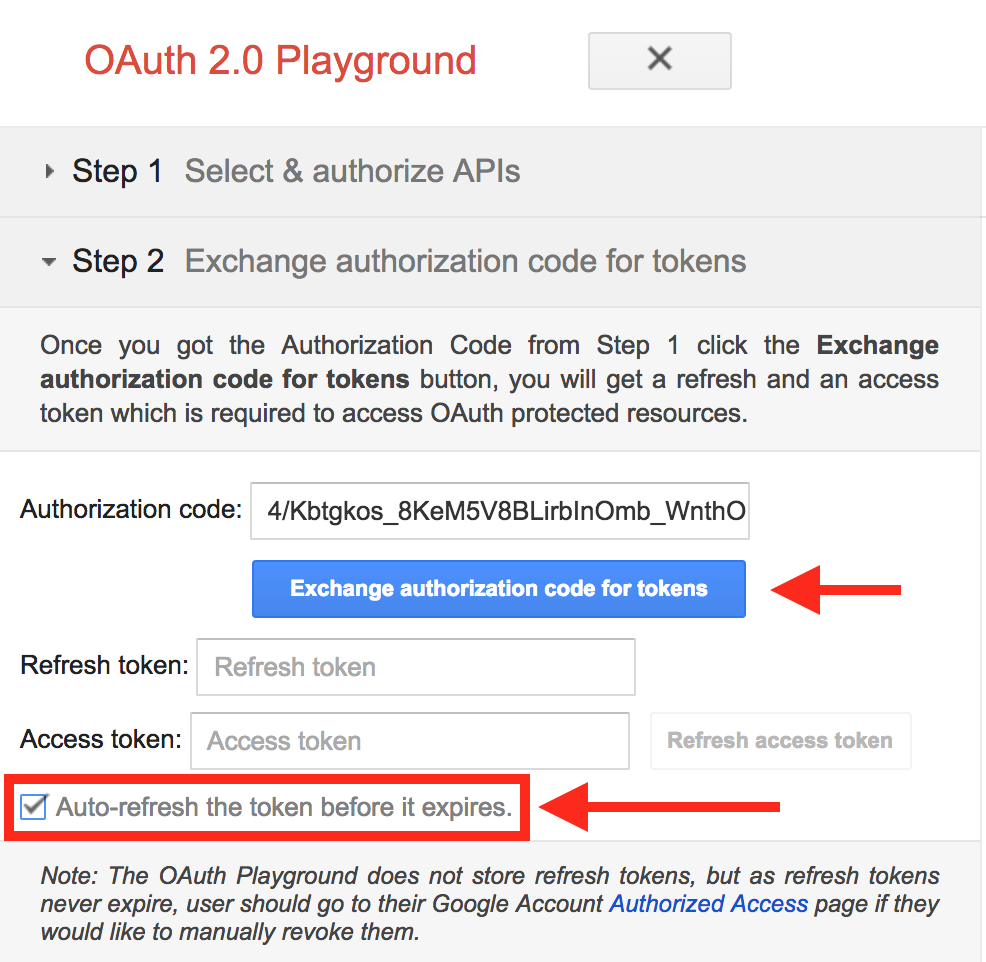 OAuth 2.0 Playground
Step 1 Select & authorize APIs
Step 2 Exchange authorization code for tokens
Once you got the Authorization Code from Step 1 click the Exchange
authorization code for tokens button, you will get a refresh and an access
token which is required to access OAuth protected resources.
Authorization code: 4/Kbtgkos_8KeM5V8BLirbInOmb_WnthO
Exchange authorization code for tokens
Refresh token: Refresh token
Access token: Access token Refresh access token
Auto-refresh the token before it expires.
Note: The OAuth Playground does not store refresh tokens, but as refresh tokens
never expire, user should go to their Google Account Authorized Access page if they
would like to manually revoke them.